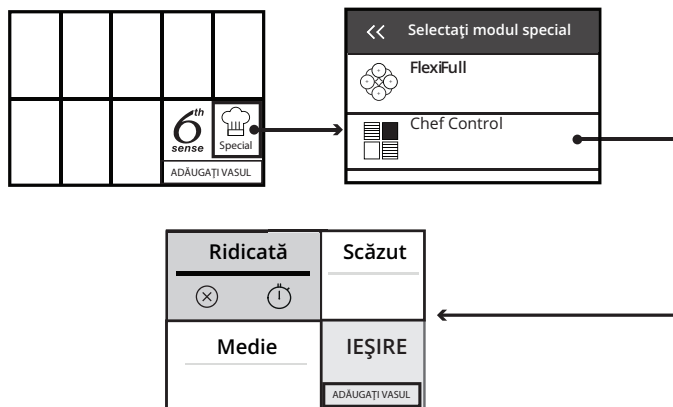 6th
sense
Special
ADĂUGAŢI VASUL
Selectaţi modul special
FlexiFull
Chef Control
Ridicată
Scăzut
Medie
IEŞIRE
ADĂUGAŢI VASUL